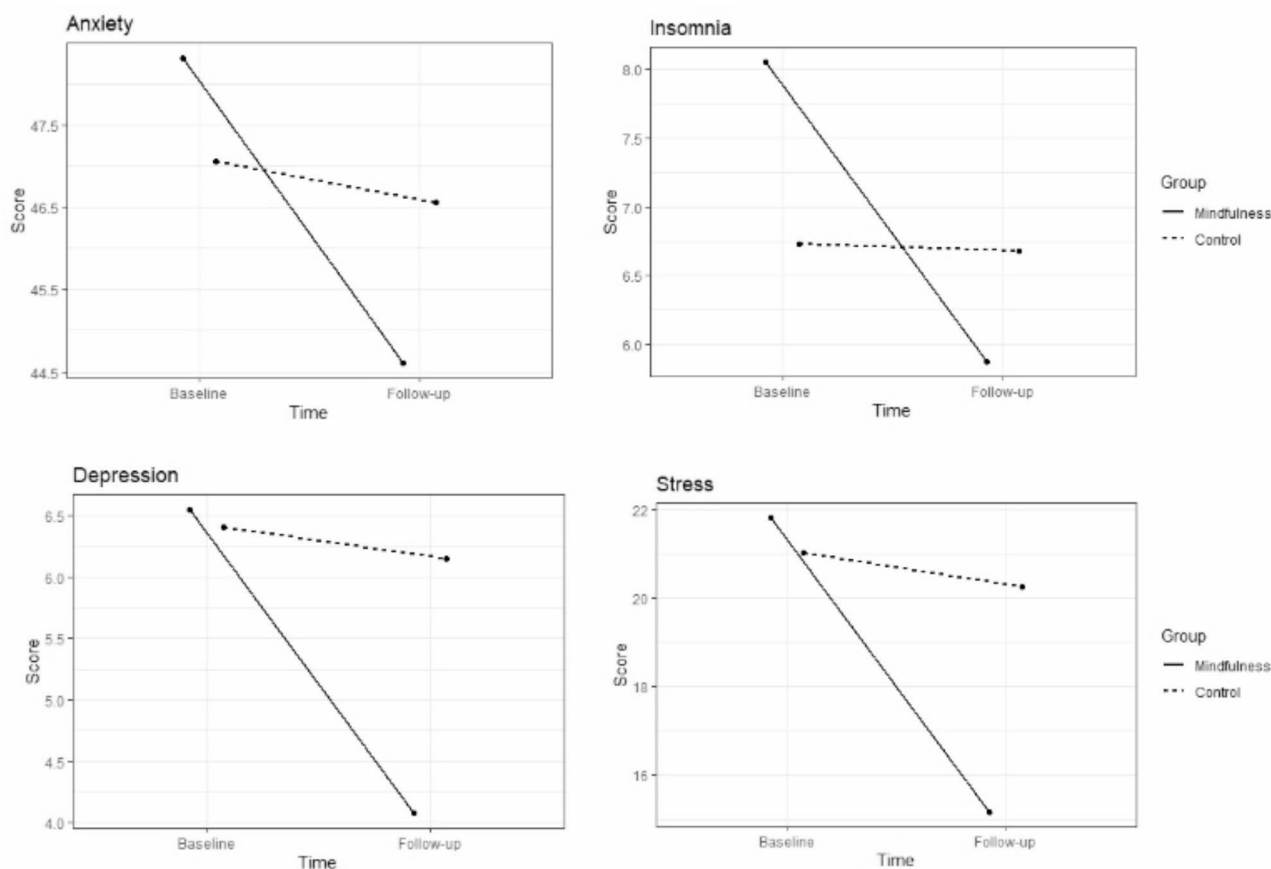 Anxiety
Score
47.5
46.5
45.5
44.5
Baseline
Follow-up
Time
Insomnia
Score
8.0
7.5
7.0
6.5
6.0
Baseline
Follow-up
Time
Group
Mindfulness
Control
Depression
Score
6.5
6.0
5.5
5.0
4.5
4.0
Baseline
Follow-up
Time
Stress
Score
22
20
18
16
Baseline
Follow-up
Time
Group
Mindfulness
Control